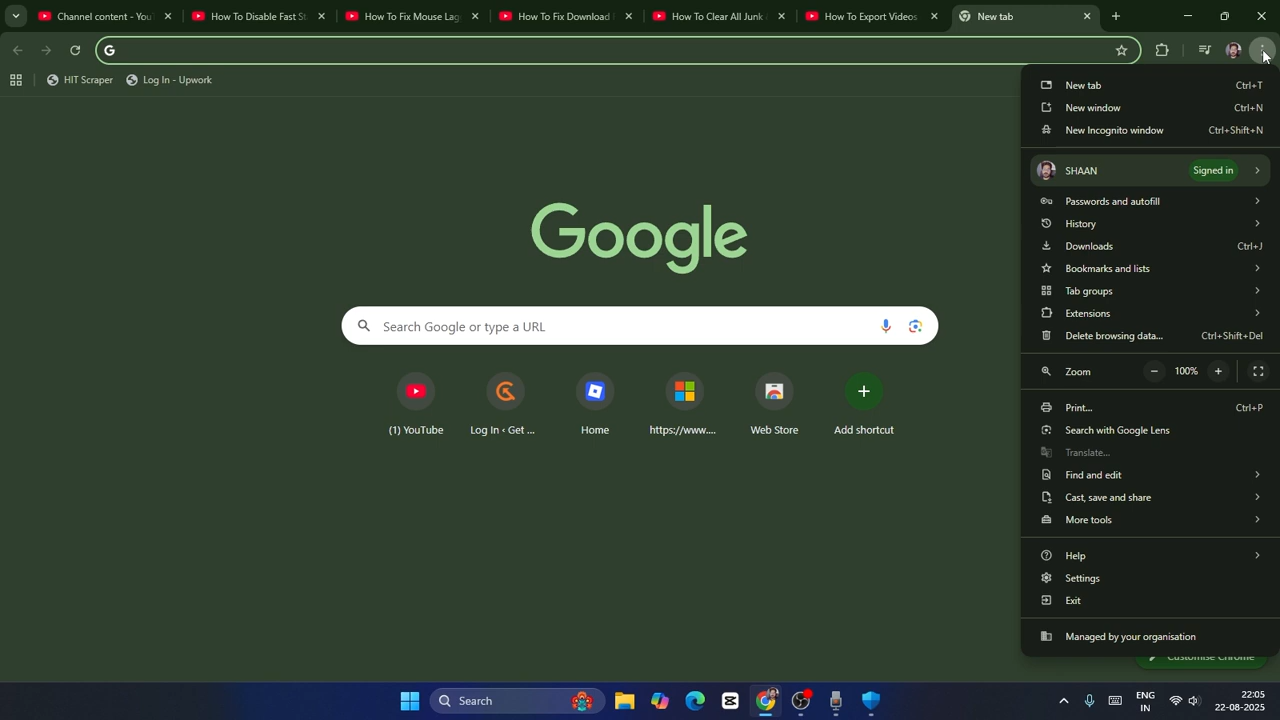 Channel content - You
How To Disable Fast St
How To Fix Mouse Lag
How To Fix Download
How To Clear All Junk
How To Export Videos
New tab
HIT Scraper
Log In - Upwork
New tab Ctrl+T
New window Ctrl+N
New Incognito window Ctrl+Shift+N
SHAAN Signed in
Passwords and autofill
History
Downloads Ctrl+J
Bookmarks and lists
Tab groups
Extensions
Delete browsing data... Ctrl+Shift+Del
Zoom 100%
Print... Ctrl+P
Search with Google Lens
Translate...
Find and edit
Cast, save and share
More tools
Help
Settings
Exit
Managed by your organisation
Customise Chrome
Google
Search Google or type a URL
(1) YouTube
Log In ‹ Get ...
Home
https://www....
Web Store
Add shortcut
Search
ENG
IN
22:05
22-08-2025